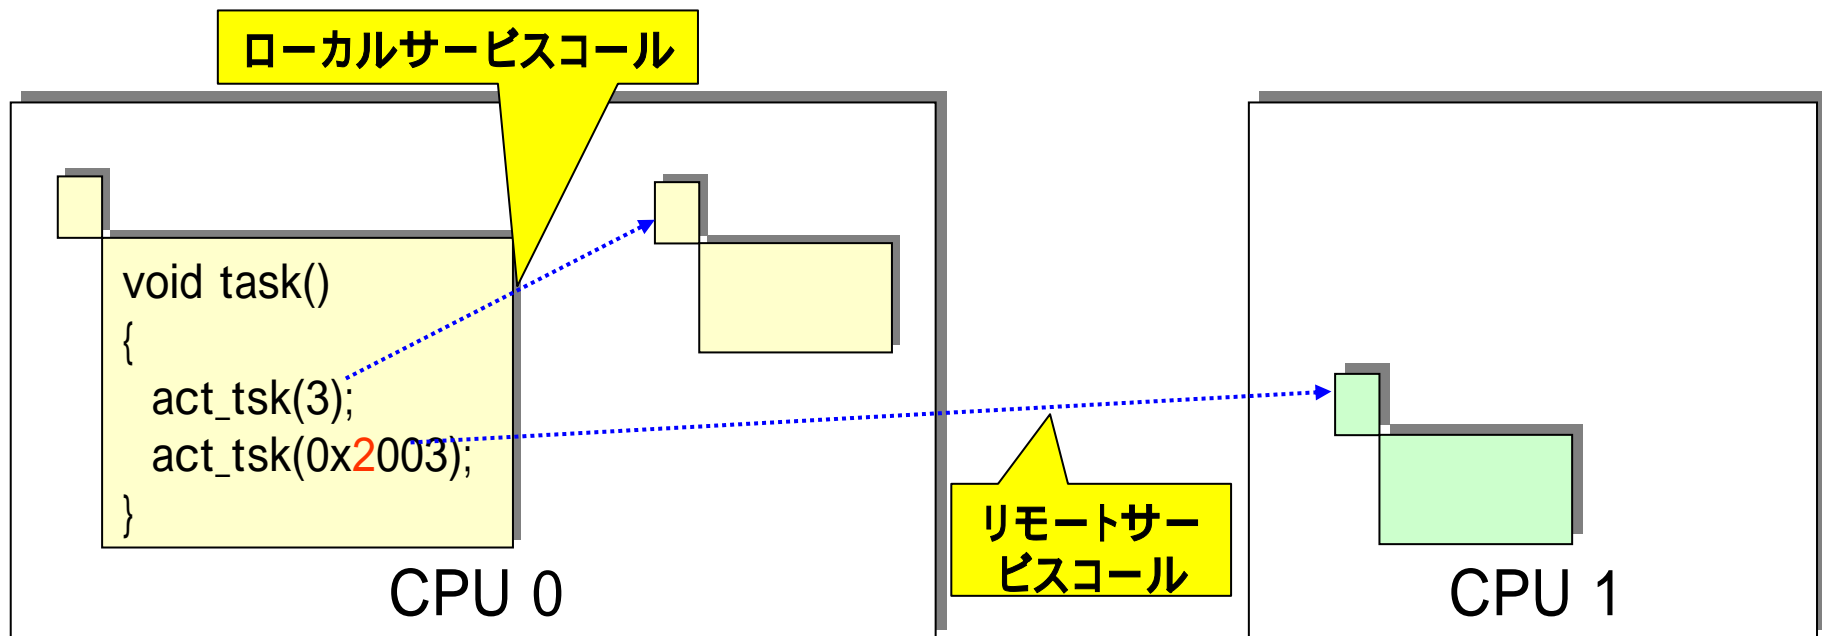 ローカルサービスコール
void task()
{
act_tsk(3);
act_tsk(0x2003);
}
リモートサー
ビスコール
CPU 0
CPU 1